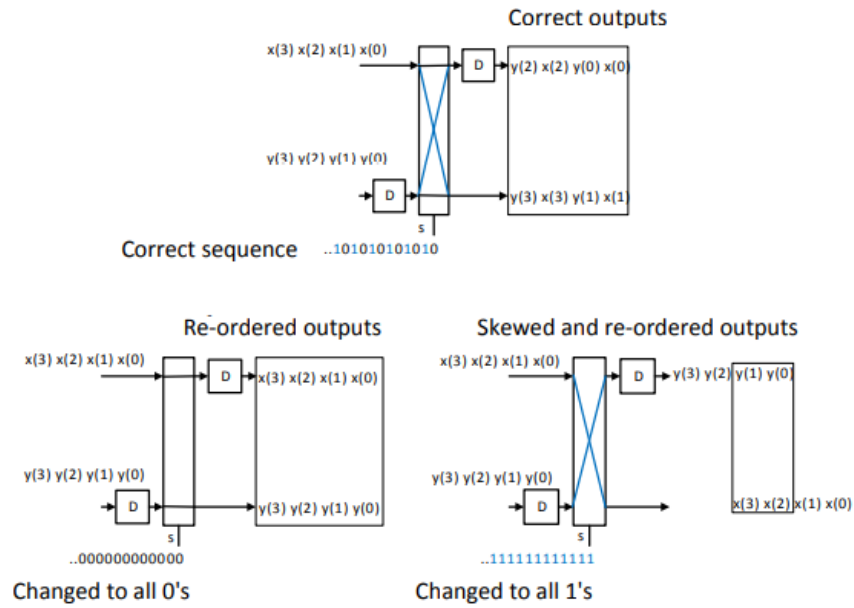 Correct outputs
x(3) x(2) x(1) x(0)
D
y(2) x(2) y(0) x(0)
y(3) y(2) y(1) y(0)
D
y(3) x(3) y(1) x(1)
s
Correct sequence ..101010101010
Re-ordered outputs
x(3) x(2) x(1) x(0)
D
x(3) x(2) x(1) x(0)
y(3) y(2) y(1) y(0)
D
y(3) y(2) y(1) y(0)
s
..000000000000
Changed to all 0's
Skewed and re-ordered outputs
x(3) x(2) x(1) x(0)
D
y(3) y(2) y(1) y(0)
y(3) y(2) y(1) y(0)
D
x(3) x(2) x(1) x(0)
s
..111111111111
Changed to all 1's